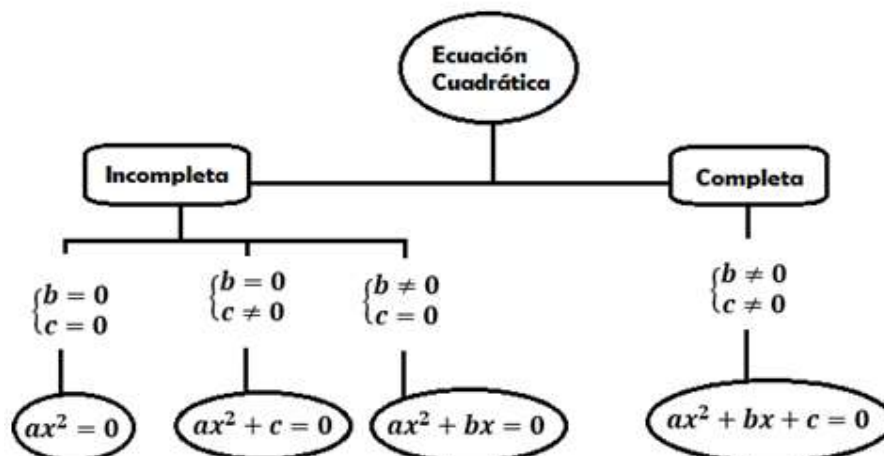 Ecuación
Cuadrática
Incompleta
Completa
{b = 0
{c = 0
{b = 0
{c ≠ 0
{b ≠ 0
{c = 0
{b ≠ 0
{c ≠ 0
ax² = 0
ax² + c = 0
ax² + bx = 0
ax² + bx + c = 0